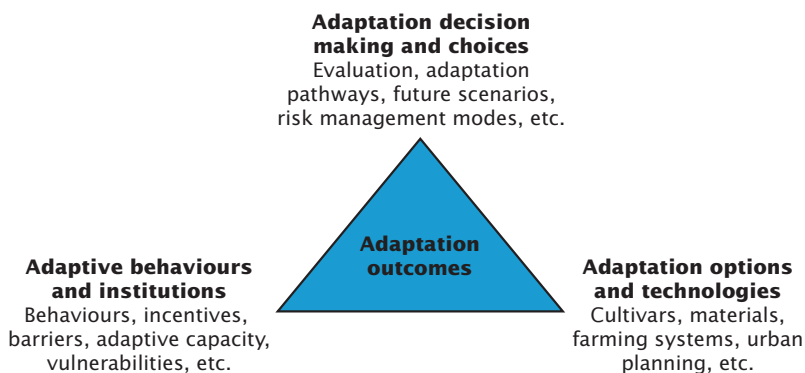 Adaptation decision
making and choices
Evaluation, adaptation
pathways, future scenarios,
risk management modes, etc.
Adaptation
outcomes
Adaptive behaviours
and institutions
Behaviours, incentives,
barriers, adaptive capacity,
vulnerabilities, etc.
Adaptation options
and technologies
Cultivars, materials,
farming systems, urban
planning, etc.